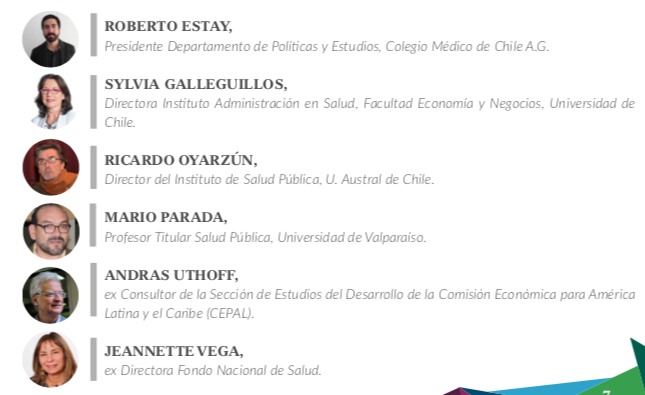 ROBERTO ESTAY,
Presidente Departamento de Políticas y Estudios, Colegio Médico de Chile A.G.
SYLVIA GALLEGUILLOS,
Directora Instituto Administración en Salud, Facultad Economía y Negocios, Universidad de
Chile.
RICARDO OYARZÚN,
Director del Instituto de Salud Pública, U. Austral de Chile.
MARIO PARADA,
Profesor Titular Salud Pública, Universidad de Valparaíso.
ANDRAS UTHOFF,
ex Consultor de la Sección de Estudios del Desarrollo de la Comisión Económica para América
Latina y el Caribe (CEPAL).
JEANNETTE VEGA,
ex Directora Fondo Nacional de Salud.
7